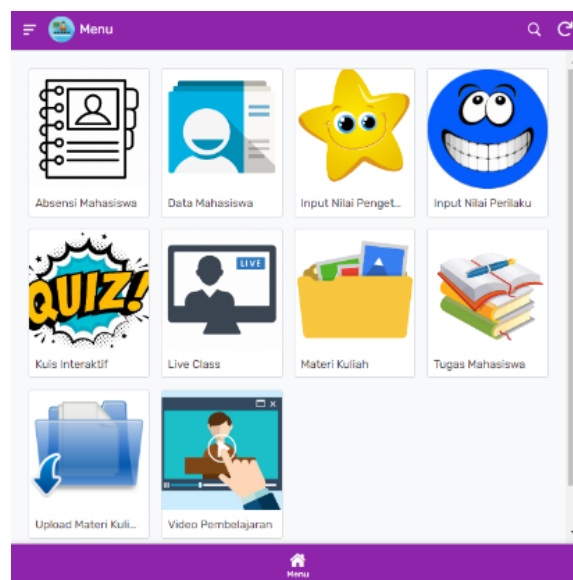 Menu
Absensi Mahasiswa
Data Mahasiswa
Input Nilai Penget...
Input Nilai Perilaku
QUIZ!
LIVE
Kuis Interaktif
Live Class
Materi Kuliah
Tugas Mahasiswa
Upload Materi Kuli...
Video Pembelajaran
Menu